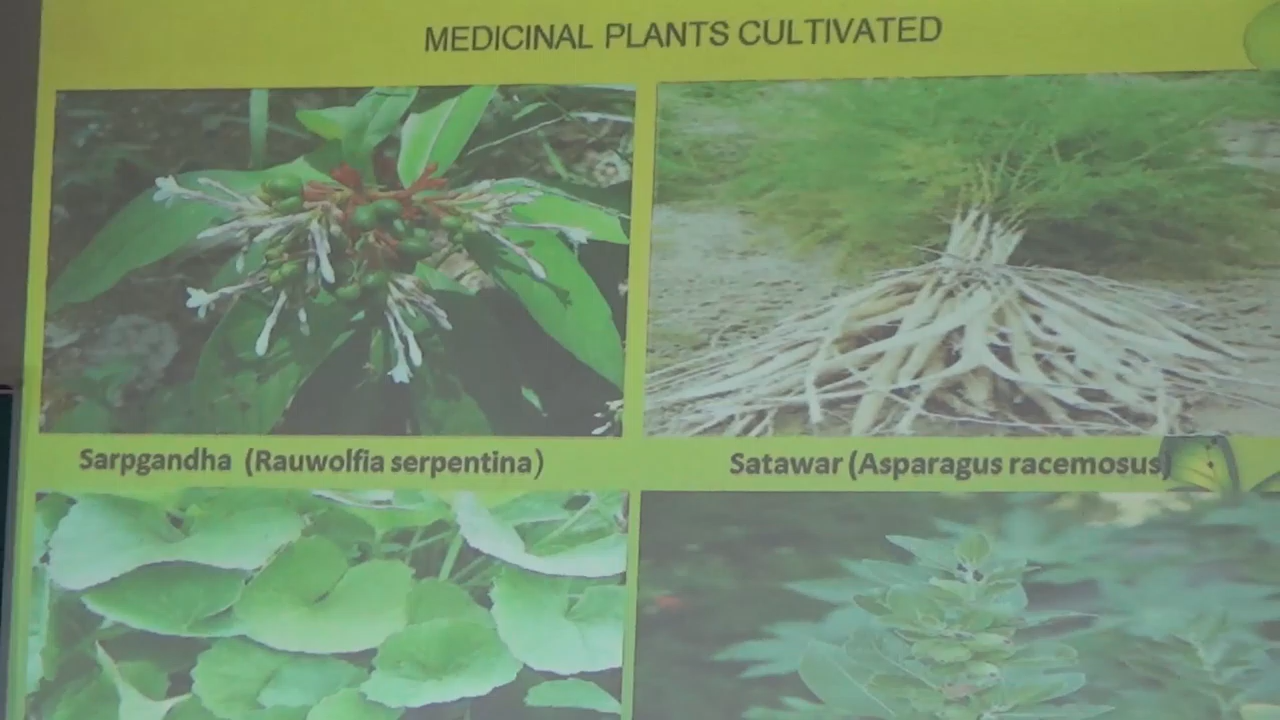 MEDICINAL PLANTS CULTIVATED
Sarpgandha (Rauwolfia serpentina)
Satawar (Asparagus racemosus)